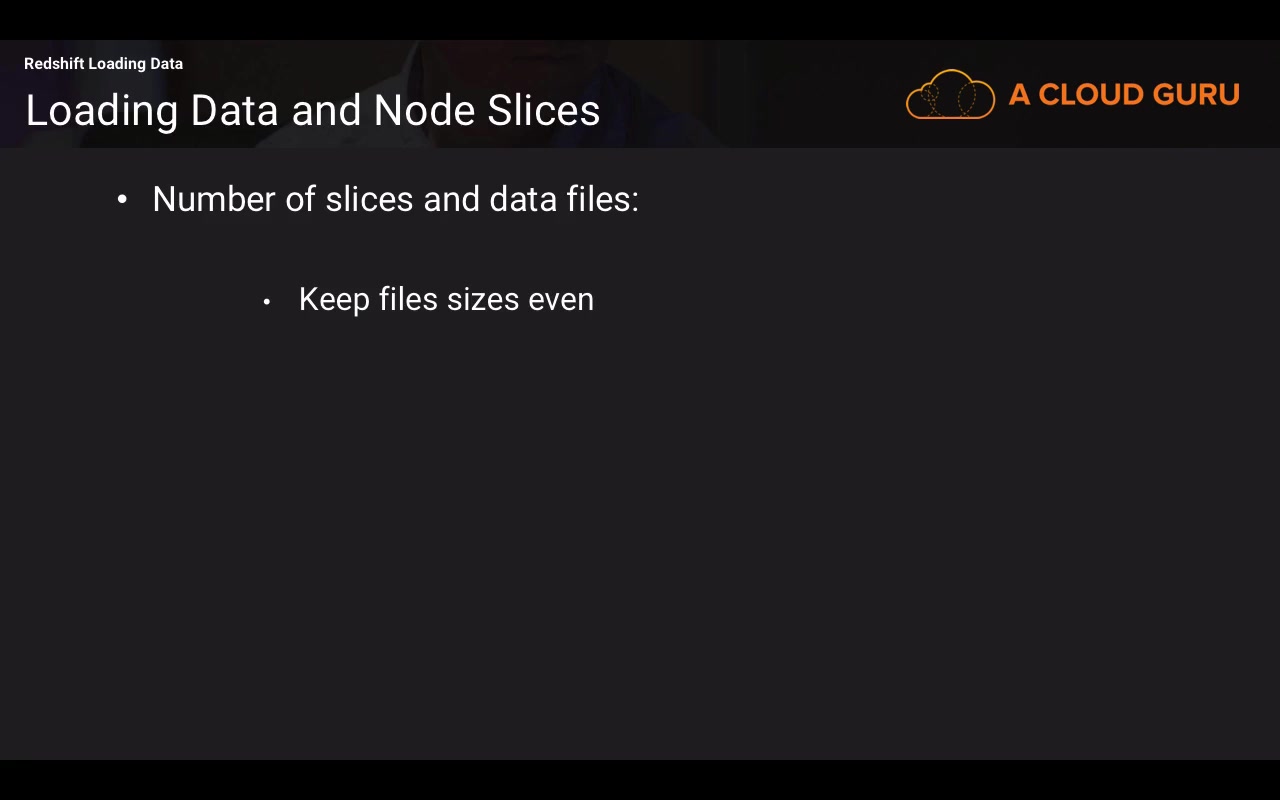 Redshift Loading Data
Loading Data and Node Slices
A CLOUD GURU
• Number of slices and data files:
• Keep files sizes even